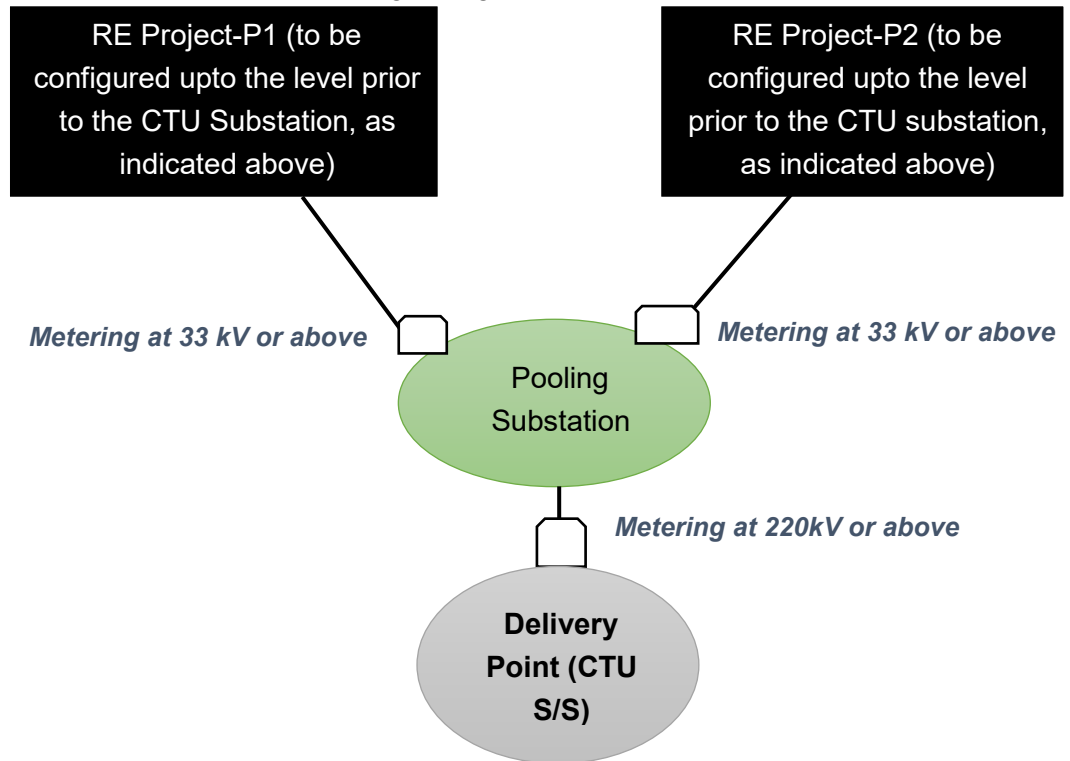 RE Project-P1 (to be
configured upto the level prior
to the CTU Substation, as
indicated above)
RE Project-P2 (to be
configured upto the level
prior to the CTU substation,
as indicated above)
Metering at 33 kV or above
Metering at 33 kV or above
Pooling
Substation
Metering at 220kV or above
Delivery
Point (CTU
S/S)